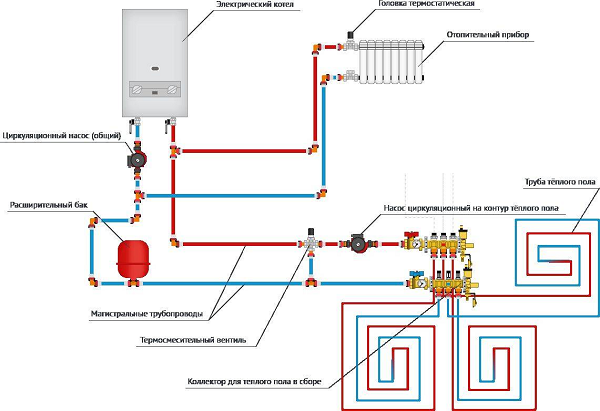 Электрический котел
Головка термостатическая
Отопительный прибор
Циркуляционный насос (общий)
Труба тёплого пола
Расширительный бак
Насос циркуляционный на контур тёплого пола
Магистральные трубопроводы
Термосмесительный вентиль
Коллектор для теплого пола в сборе